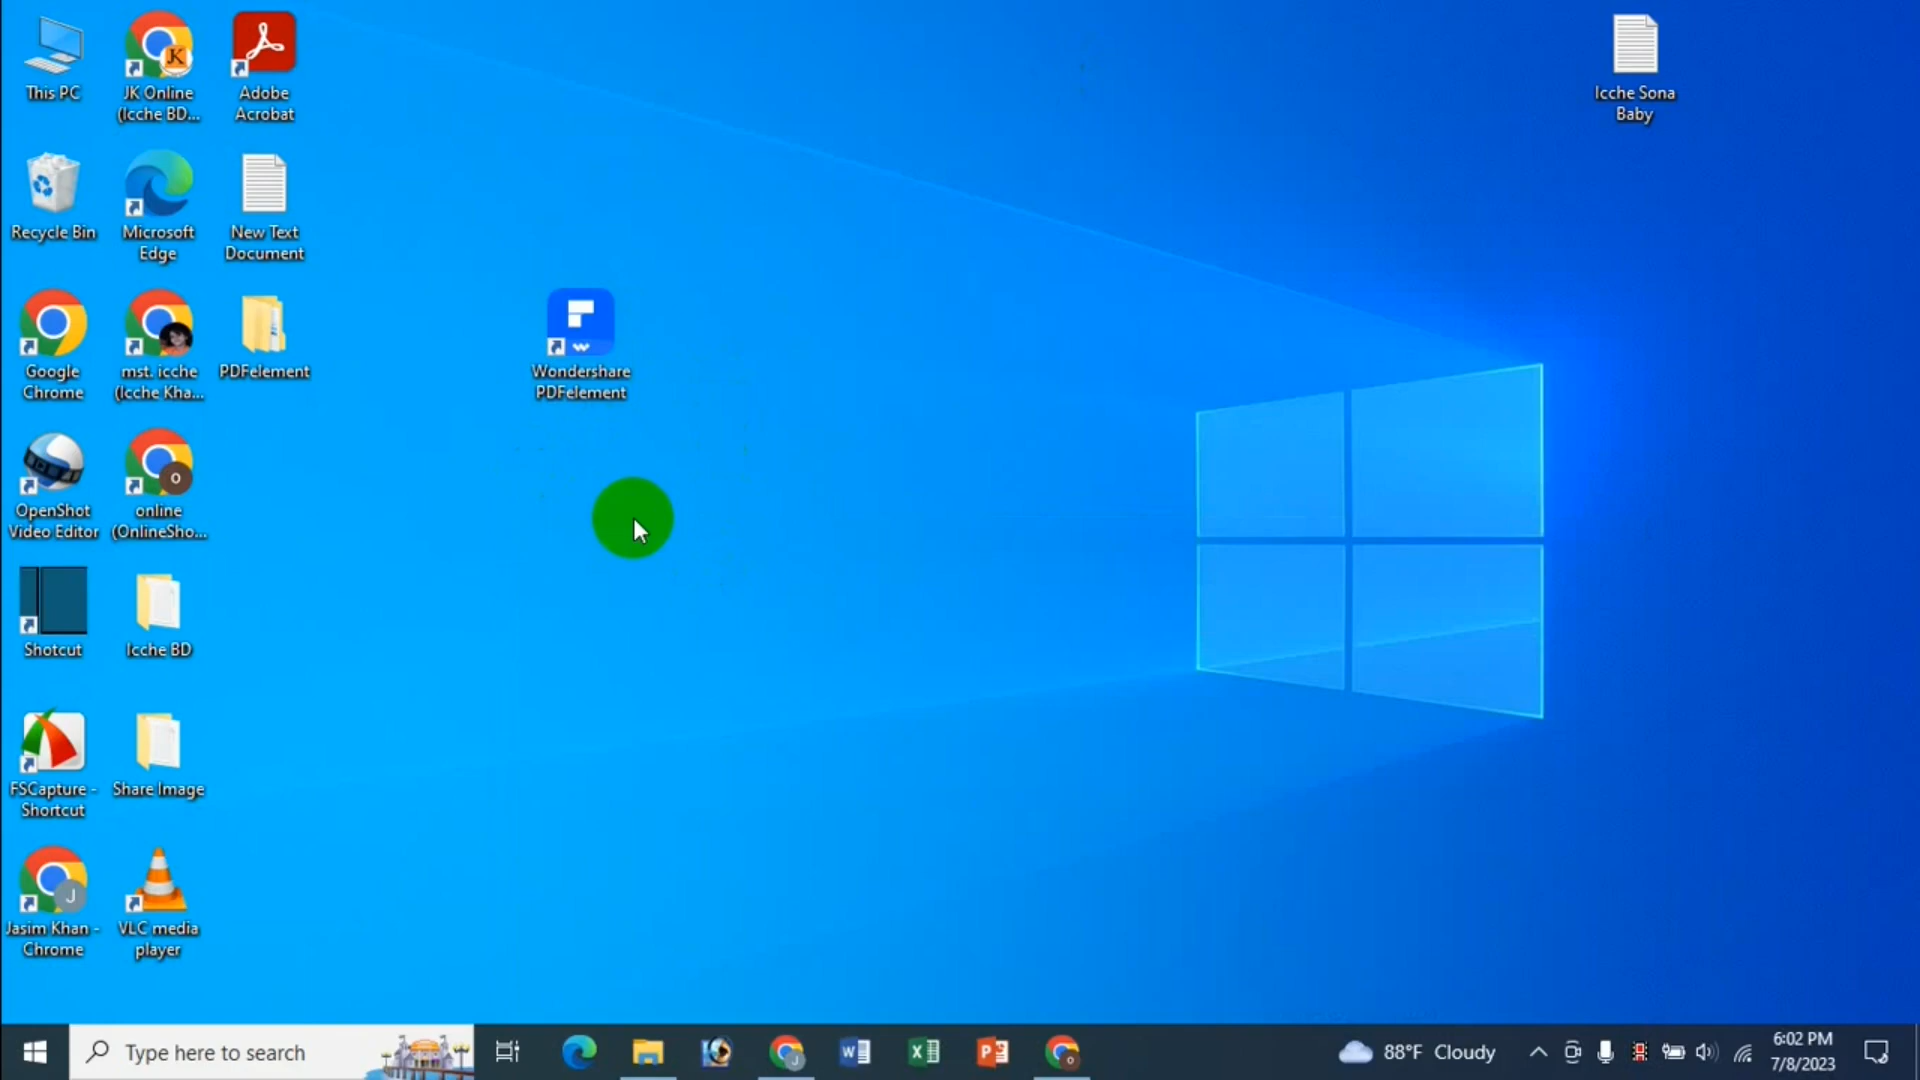 This PC
JK Online
(Icche BD...
Adobe
Acrobat
Icche Sona
Baby
Recycle Bin
Microsoft
Edge
New Text
Document
Google
Chrome
mst. icche
(Icche Kha...
PDFelement
Wondershare
PDFelement
OpenShot
Video Editor
online
(OnlineSho...
Shotcut
Icche BD
FSCapture -
Shortcut
Share Image
Jasim Khan -
Chrome
VLC media
player
Type here to search
88°F Cloudy
6:02 PM
7/8/2023